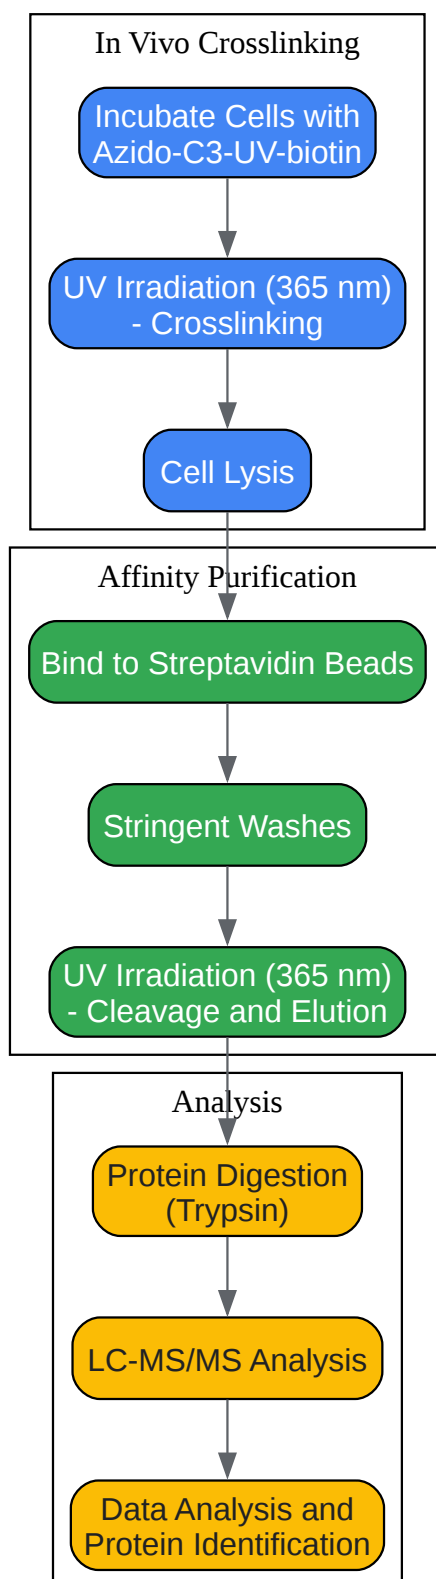 In Vivo Crosslinking
Incubate Cells with
Azido-C3-UV-biotin
UV Irradiation (365 nm)
- Crosslinking
Cell Lysis
Affinity Purification
Bind to Streptavidin Beads
Stringent Washes
UV Irradiation (365 nm)
- Cleavage and Elution
Analysis
Protein Digestion
(Trypsin)
LC-MS/MS Analysis
Data Analysis and
Protein Identification